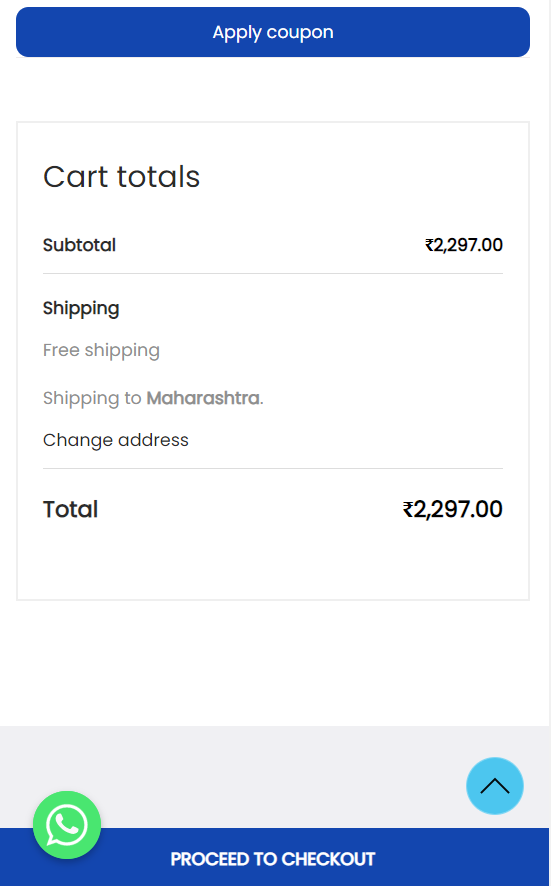 Apply coupon
Cart totals
Subtotal ₹2,297.00
Shipping
Free shipping
Shipping to Maharashtra.
Change address
Total ₹2,297.00
PROCEED TO CHECKOUT